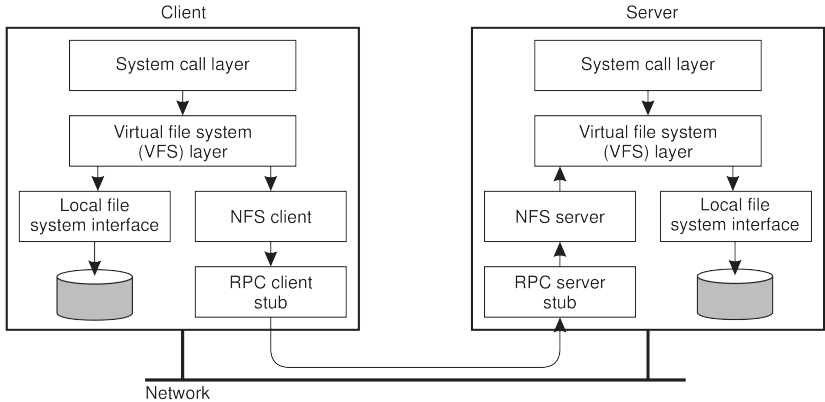 Client
Server
System call layer
System call layer
Virtual file system
(VFS) layer
Virtual file system
(VFS) layer
Local file
system interface
NFS client
NFS server
Local file
system interface
RPC client
stub
RPC server
stub
Network